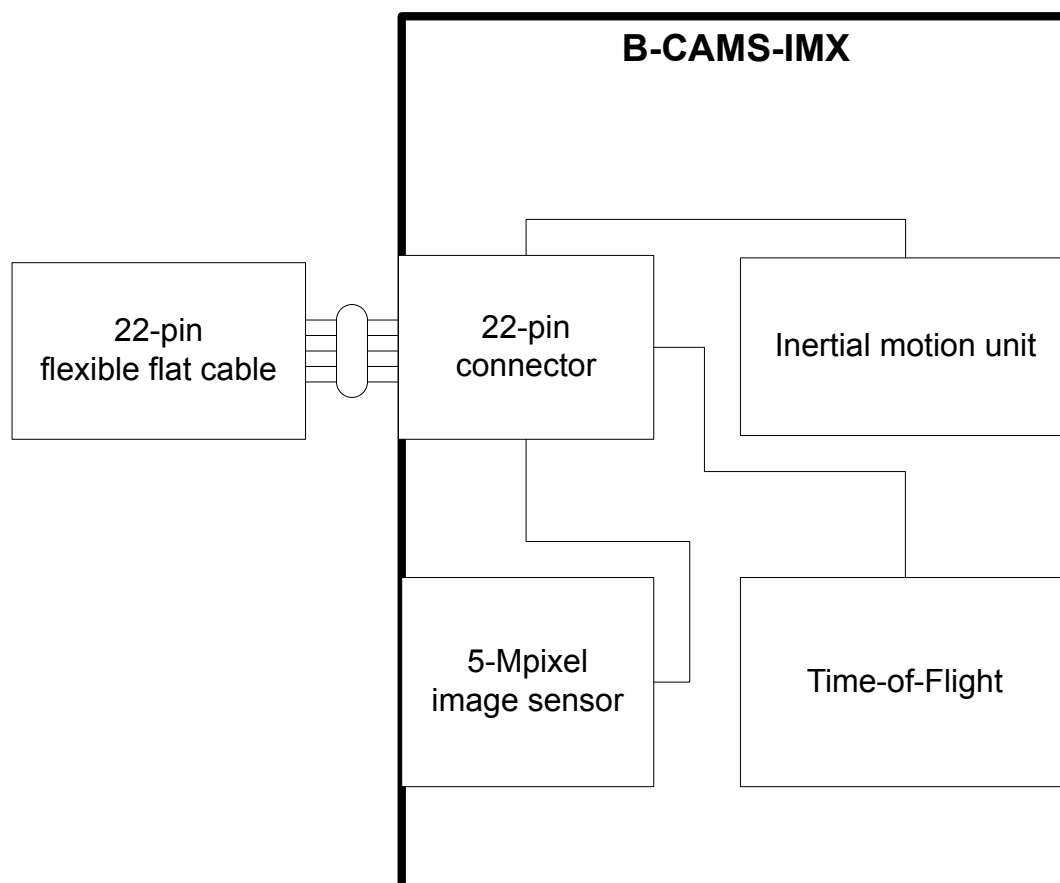 B-CAMS-IMX
22-pin
flexible flat cable
22-pin
connector
Inertial motion unit
5-Mpixel
image sensor
Time-of-Flight